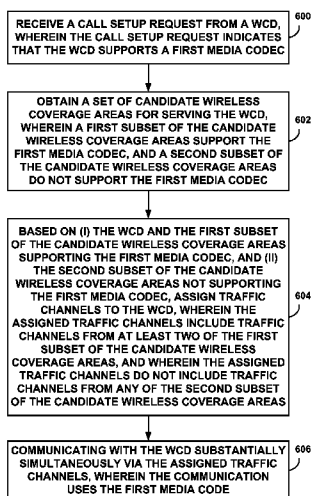 RECEIVE A CALL SETUP REQUEST FROM A WCD,
WHEREIN THE CALL SETUP REQUEST INDICATES
THAT THE WCD SUPPORTS A FIRST MEDIA CODEC
600
OBTAIN A SET OF CANDIDATE WIRELESS
COVERAGE AREAS FOR SERVING THE WCD,
WHEREIN A FIRST SUBSET OF THE CANDIDATE
WIRELESS COVERAGE AREAS SUPPORT THE
FIRST MEDIA CODEC, AND A SECOND SUBSET OF
THE CANDIDATE WIRELESS COVERAGE AREAS
DO NOT SUPPORT THE FIRST MEDIA CODEC
602
BASED ON (I) THE WCD AND THE FIRST SUBSET
OF THE CANDIDATE WIRELESS COVERAGE AREAS
SUPPORTING THE FIRST MEDIA CODEC, AND (II)
THE SECOND SUBSET OF THE CANDIDATE
WIRELESS COVERAGE AREAS NOT SUPPORTING
THE FIRST MEDIA CODEC, ASSIGN TRAFFIC
CHANNELS TO THE WCD, WHEREIN THE
ASSIGNED TRAFFIC CHANNELS INCLUDE TRAFFIC
CHANNELS FROM AT LEAST TWO OF THE FIRST
SUBSET OF THE CANDIDATE WIRELESS
COVERAGE AREAS, AND WHEREIN THE ASSIGNED
TRAFFIC CHANNELS DO NOT INCLUDE TRAFFIC
CHANNELS FROM ANY OF THE SECOND SUBSET
OF THE CANDIDATE WIRELESS COVERAGE AREAS
604
COMMUNICATING WITH THE WCD SUBSTANTIALLY
SIMULTANEOUSLY VIA THE ASSIGNED TRAFFIC
CHANNELS, WHEREIN THE COMMUNICATION
USES THE FIRST MEDIA CODE
606